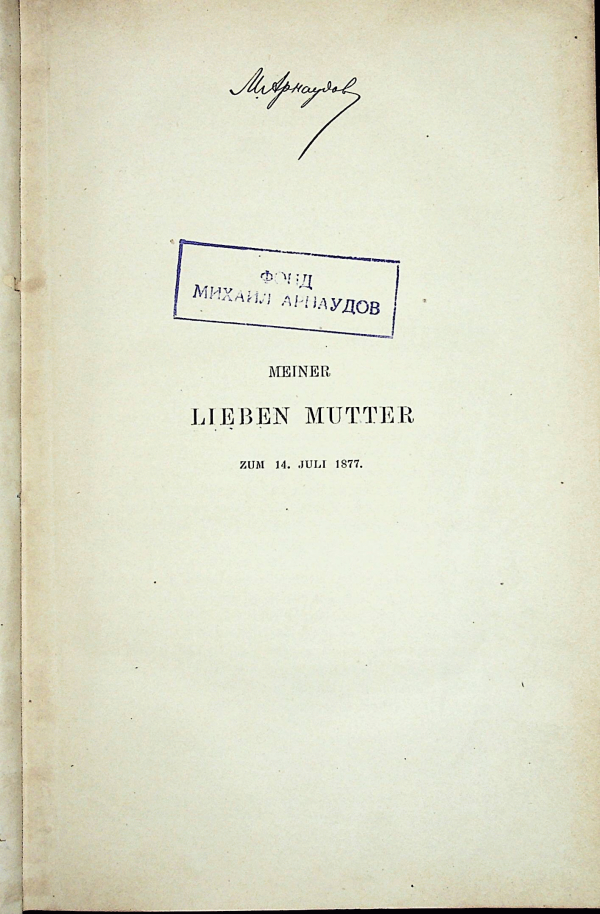 М. Арнаудов
ФОНД
МИХАИЛ АРНАУДОВ
MEINER
LIEBEN MUTTER
ZUM 14. JULI 1877.